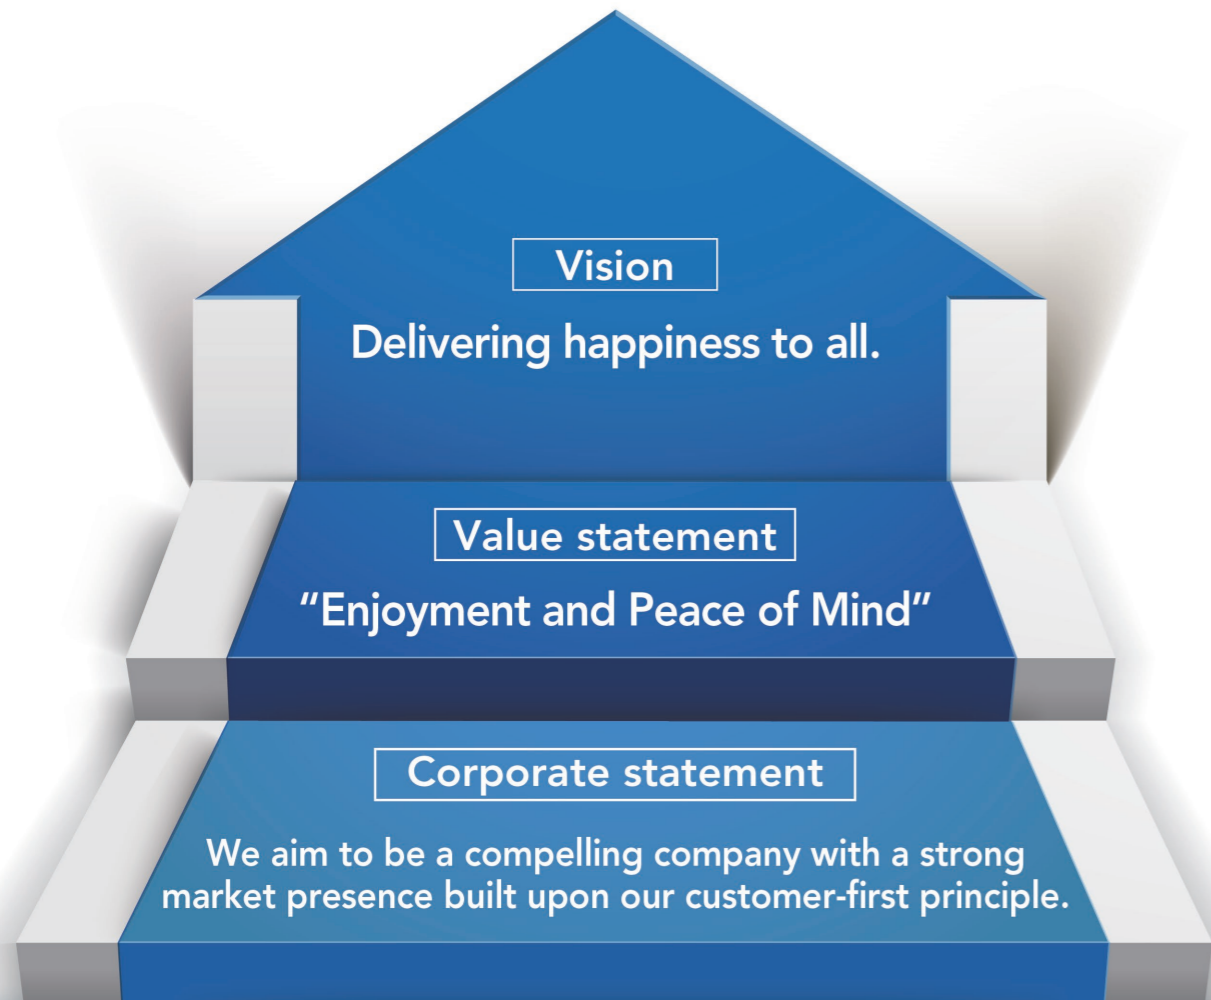 Vision
Delivering happiness to all.
Value statement
“Enjoyment and Peace of Mind”
Corporate statement
We aim to be a compelling company with a strong
market presence built upon our customer-first principle.